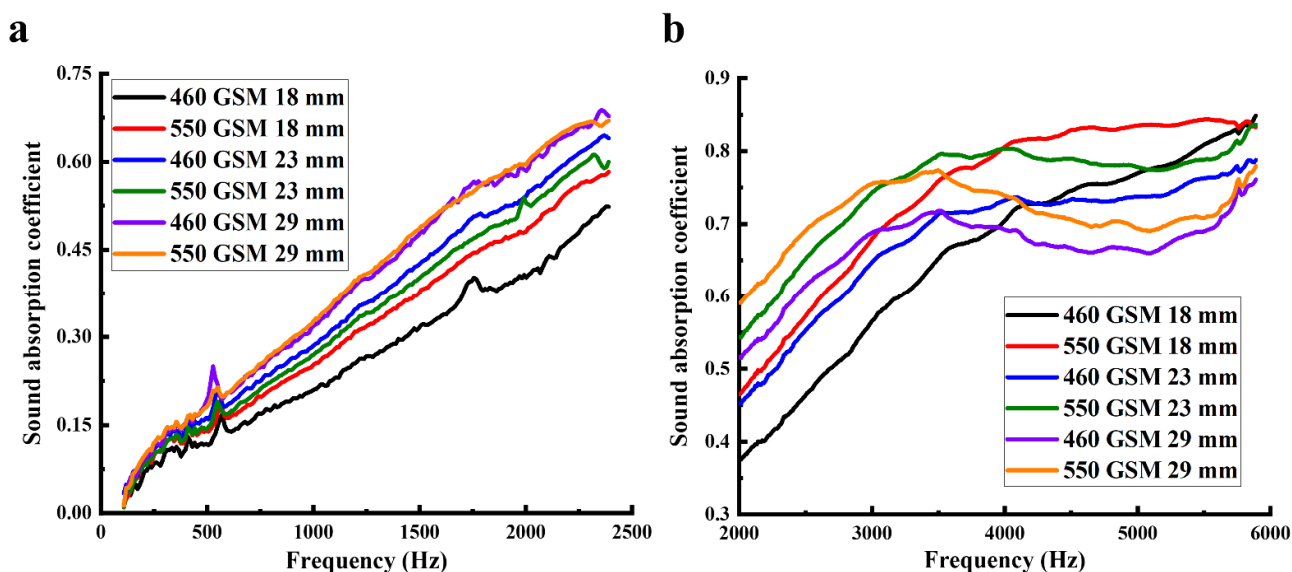 a
Sound absorption coefficient
0.75
0.60
0.45
0.30
0.15
0.00
460 GSM 18 mm
550 GSM 18 mm
460 GSM 23 mm
550 GSM 23 mm
460 GSM 29 mm
550 GSM 29 mm
0 500 1000 1500 2000 2500
Frequency (Hz)
b
Sound absorption coefficient
0.9
0.8
0.7
0.6
0.5
0.4
0.3
460 GSM 18 mm
550 GSM 18 mm
460 GSM 23 mm
550 GSM 23 mm
460 GSM 29 mm
550 GSM 29 mm
2000 3000 4000 5000 6000
Frequency (Hz)